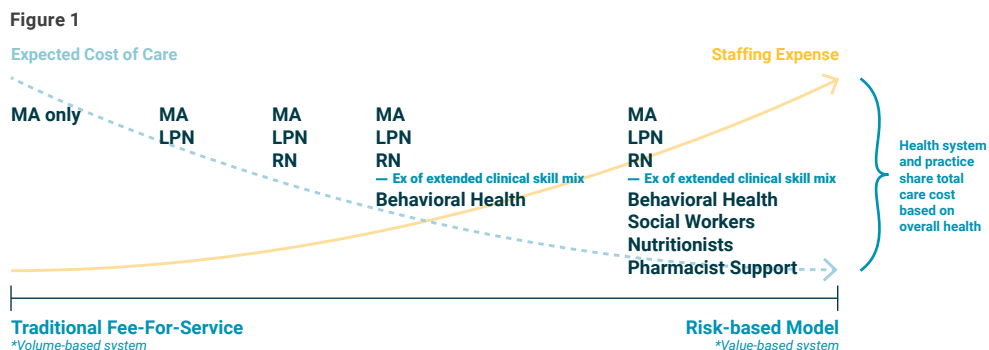 Figure 1
Expected Cost of Care
Staffing Expense
MA only
MA
LPN
MA
LPN
RN
MA
LPN
RN
— Ex of extended clinical skill mix
Behavioral Health
MA
LPN
RN
— Ex of extended clinical skill mix
Behavioral Health
Social Workers
Nutritionists
Pharmacist Support
Health system
and practice
share total
care cost
based on
overall health
Traditional Fee-For-Service
*Volume-based system
Risk-based Model
*Value-based system